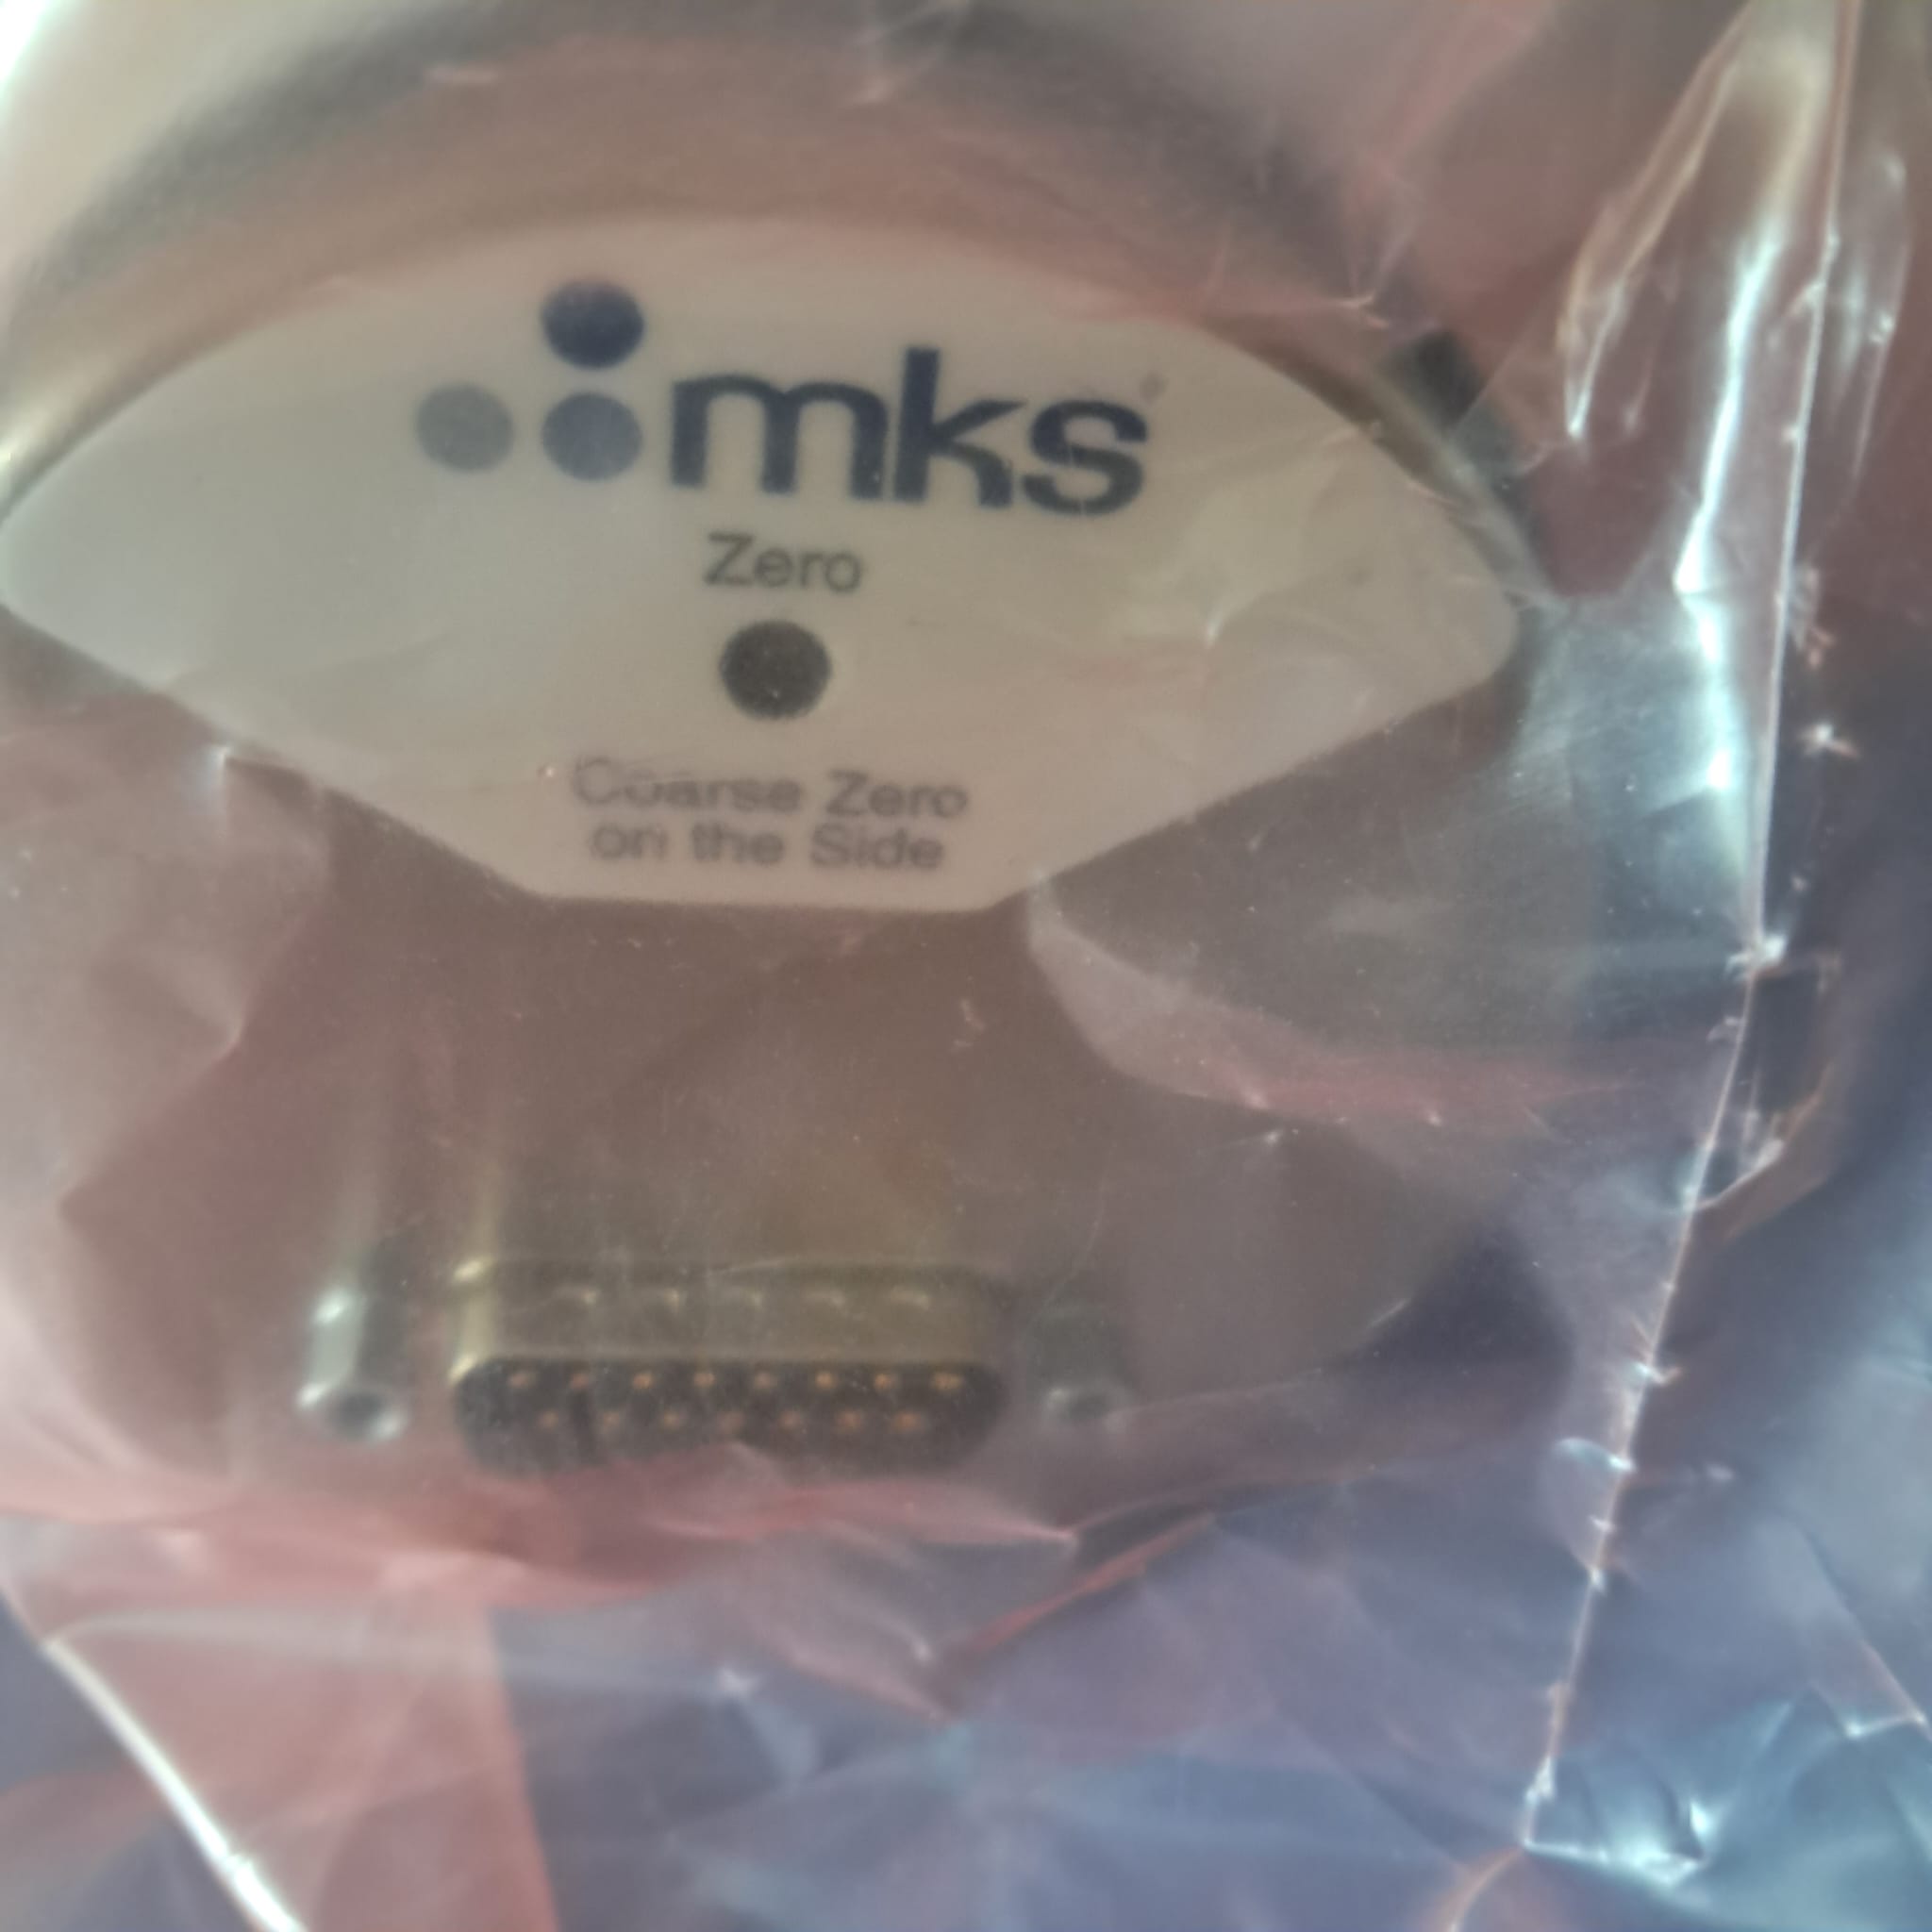 mks
Zero
Coarse Zero
on the Side